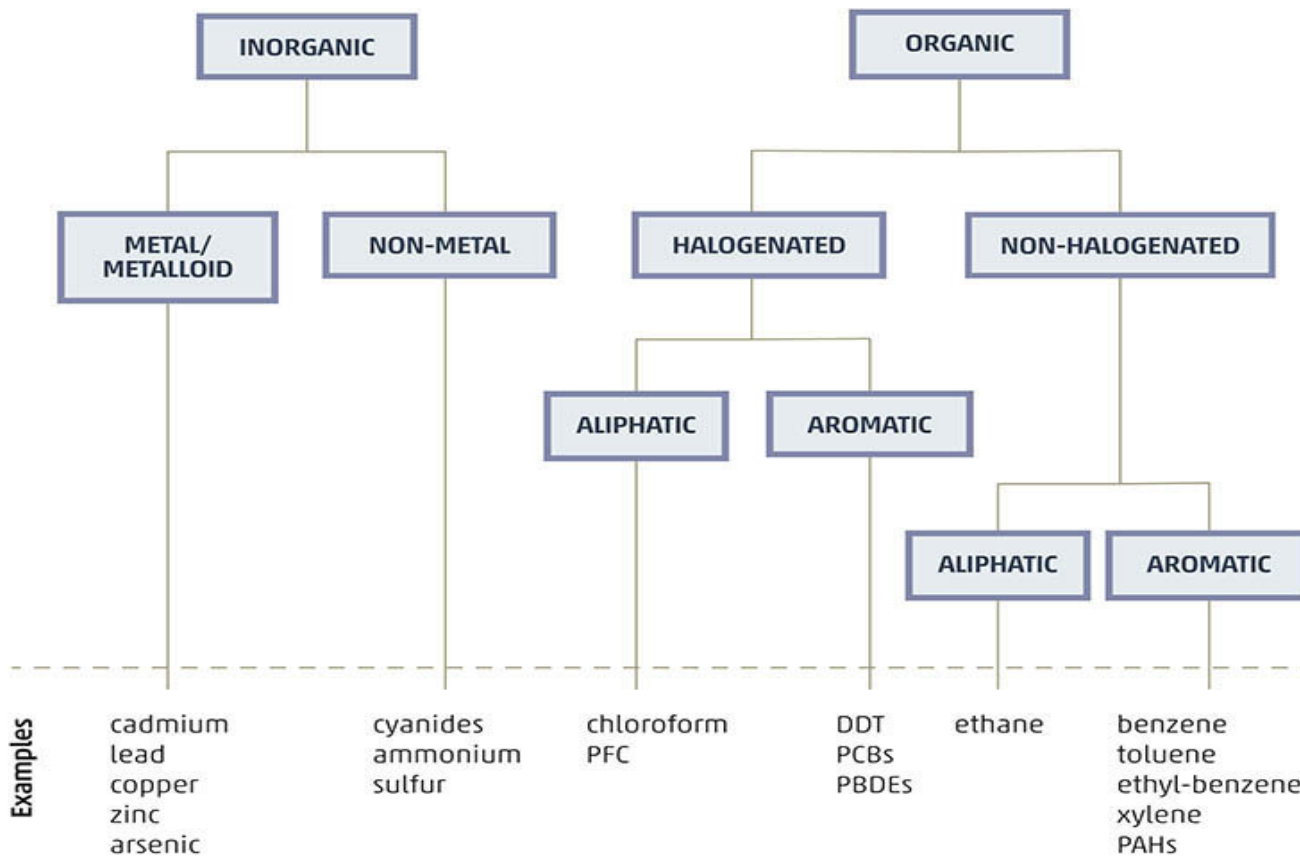 INORGANIC
ORGANIC
METAL/
METALLOID
NON-METAL
HALOGENATED
NON-HALOGENATED
ALIPHATIC
AROMATIC
ALIPHATIC
AROMATIC
Examples
cadmium
lead
copper
zinc
arsenic
cyanides
ammonium
sulfur
chloroform
PFC
DDT
PCBs
PBDEs
ethane
benzene
toluene
ethyl-benzene
xylene
PAHs